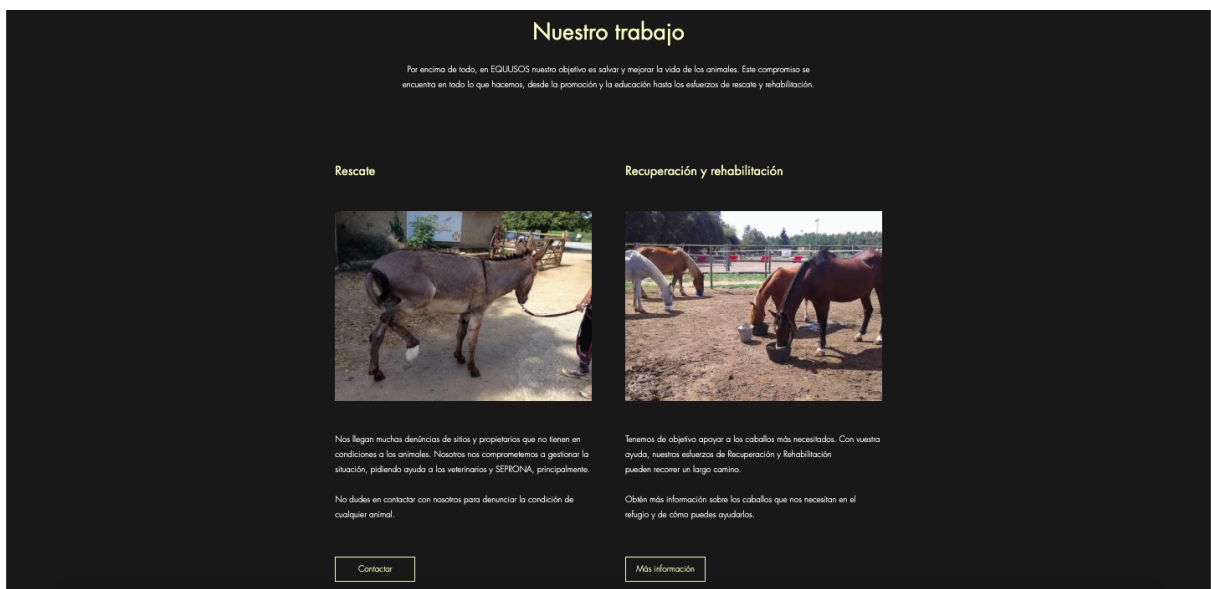 Nuestro trabajo
Por encima de todo, en EQUUSOS nuestro objetivo es salvar y mejorar la vida de los animales. Este compromiso se
encuentra en todo lo que hacemos, desde la promoción y la educación hasta los esfuerzos de rescate y rehabilitación.
Rescate
Nos llegan muchas denúncias de sitios y propietarios que no tienen en
condiciones a los animales. Nosotros nos comprometemos a gestionar la
situación, pidiendo ayuda a los veterinarios y SEPRONA, principalmente.
No dudes en contactar con nosotros para denunciar la condición de
cualquier animal.
Contactar
Recuperación y rehabilitación
Tenemos de objetivo apoyar a los caballos más necesitados. Con vuestra
ayuda, nuestros esfuerzos de Recuperación y Rehabilitación
pueden recorrer un largo camino.
Obtén más información sobre los caballos que nos necesitan en el
refugio y de cómo puedes ayudarlos.
Más información